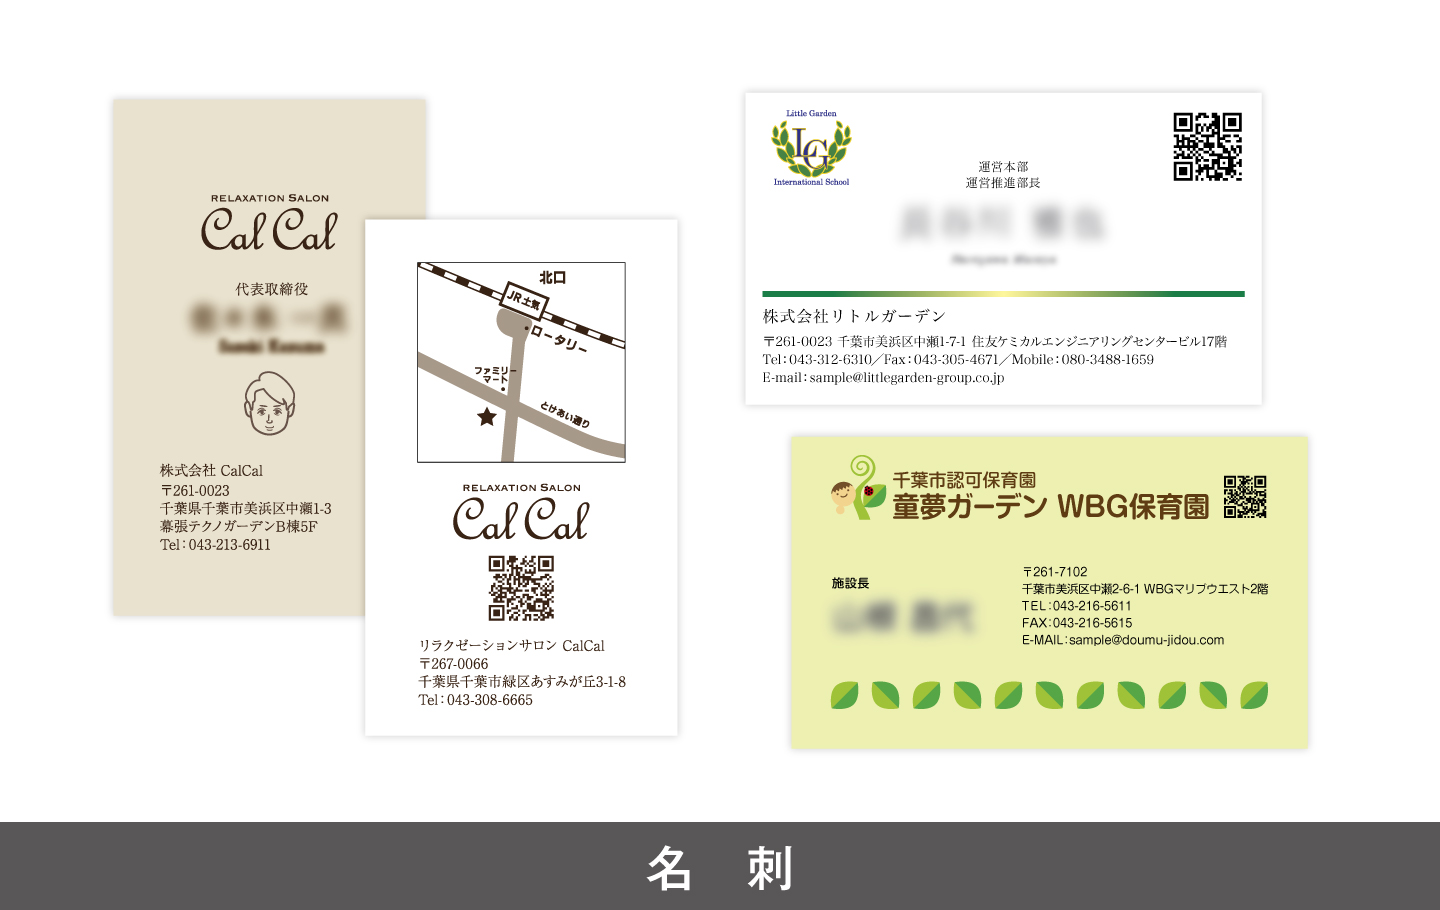 RELAXATION SALON
Cal Cal
代表取締役
株式会社 CalCal
〒261-0023
千葉県千葉市美浜区中瀬1-3
幕張テクノガーデンB棟5F
Tel：043-213-6911
北口
JR土気
ロータリー
ファミリー
マート
とけあい通り
RELAXATION SALON
Cal Cal
リラクゼーションサロン CalCal
〒267-0066
千葉県千葉市緑区あすみが丘3-1-8
Tel：043-308-6665
Little Garden
LG
International School
運営本部
運営推進部長
株式会社リトルガーデン
〒261-0023 千葉市美浜区中瀬1-7-1 住友ケミカルエンジニアリングセンタービル17階
Tel：043-312-6310／Fax：043-305-4671／Mobile：080-3488-1659
E-mail：sample@littlegarden-group.co.jp
千葉市認可保育園
童夢ガーデン WBG保育園
施設長
〒261-7102
千葉市美浜区中瀬2-6-1 WBGマリブウエスト2階
TEL：043-216-5611
FAX：043-216-5615
E-MAIL：sample@doumu-jidou.com
名　刺